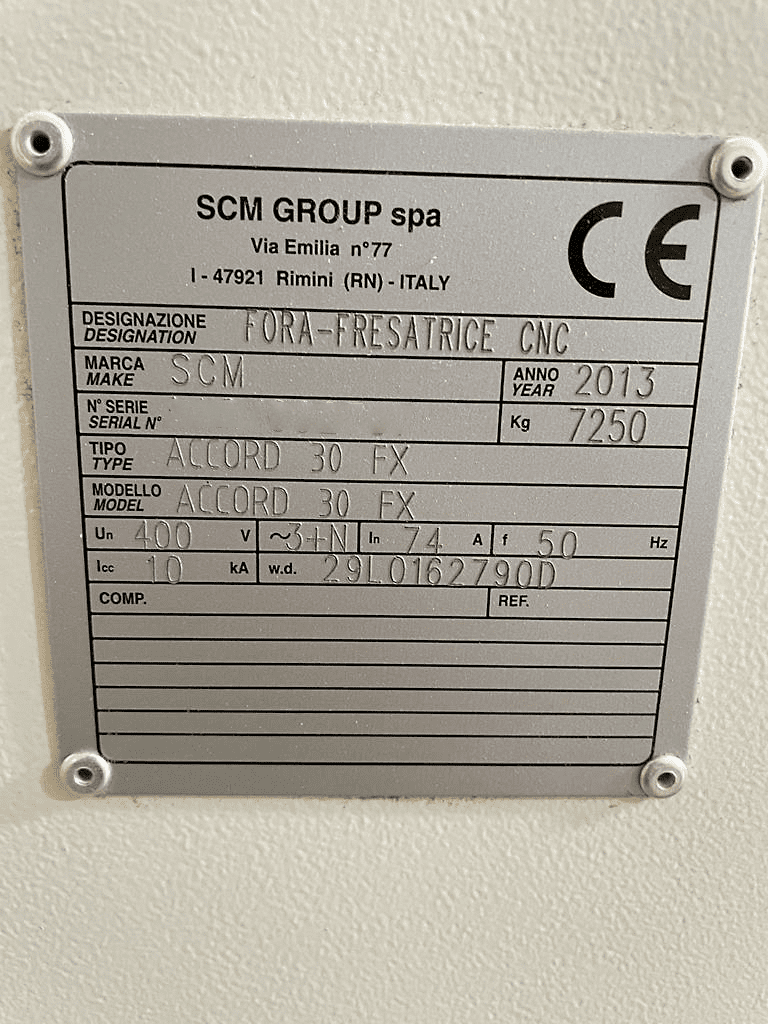 SCM GROUP spa
Via Emilia n°77
I - 47921 Rimini (RN) - ITALY
CE
DESIGNAZIONE
DESIGNATION FORA-FRESATRICE CNC
MARCA
MAKE SCM ANNO
YEAR 2013
N° SERIE
SERIAL N° Kg 7250
TIPO
TYPE ACCORD 30 FX
MODELLO
MODEL ACCORD 30 FX
Un 400 V ~3+N In 74 A f 50 Hz
Icc 10 kA w.d. 29L0162790D
COMP. REF.